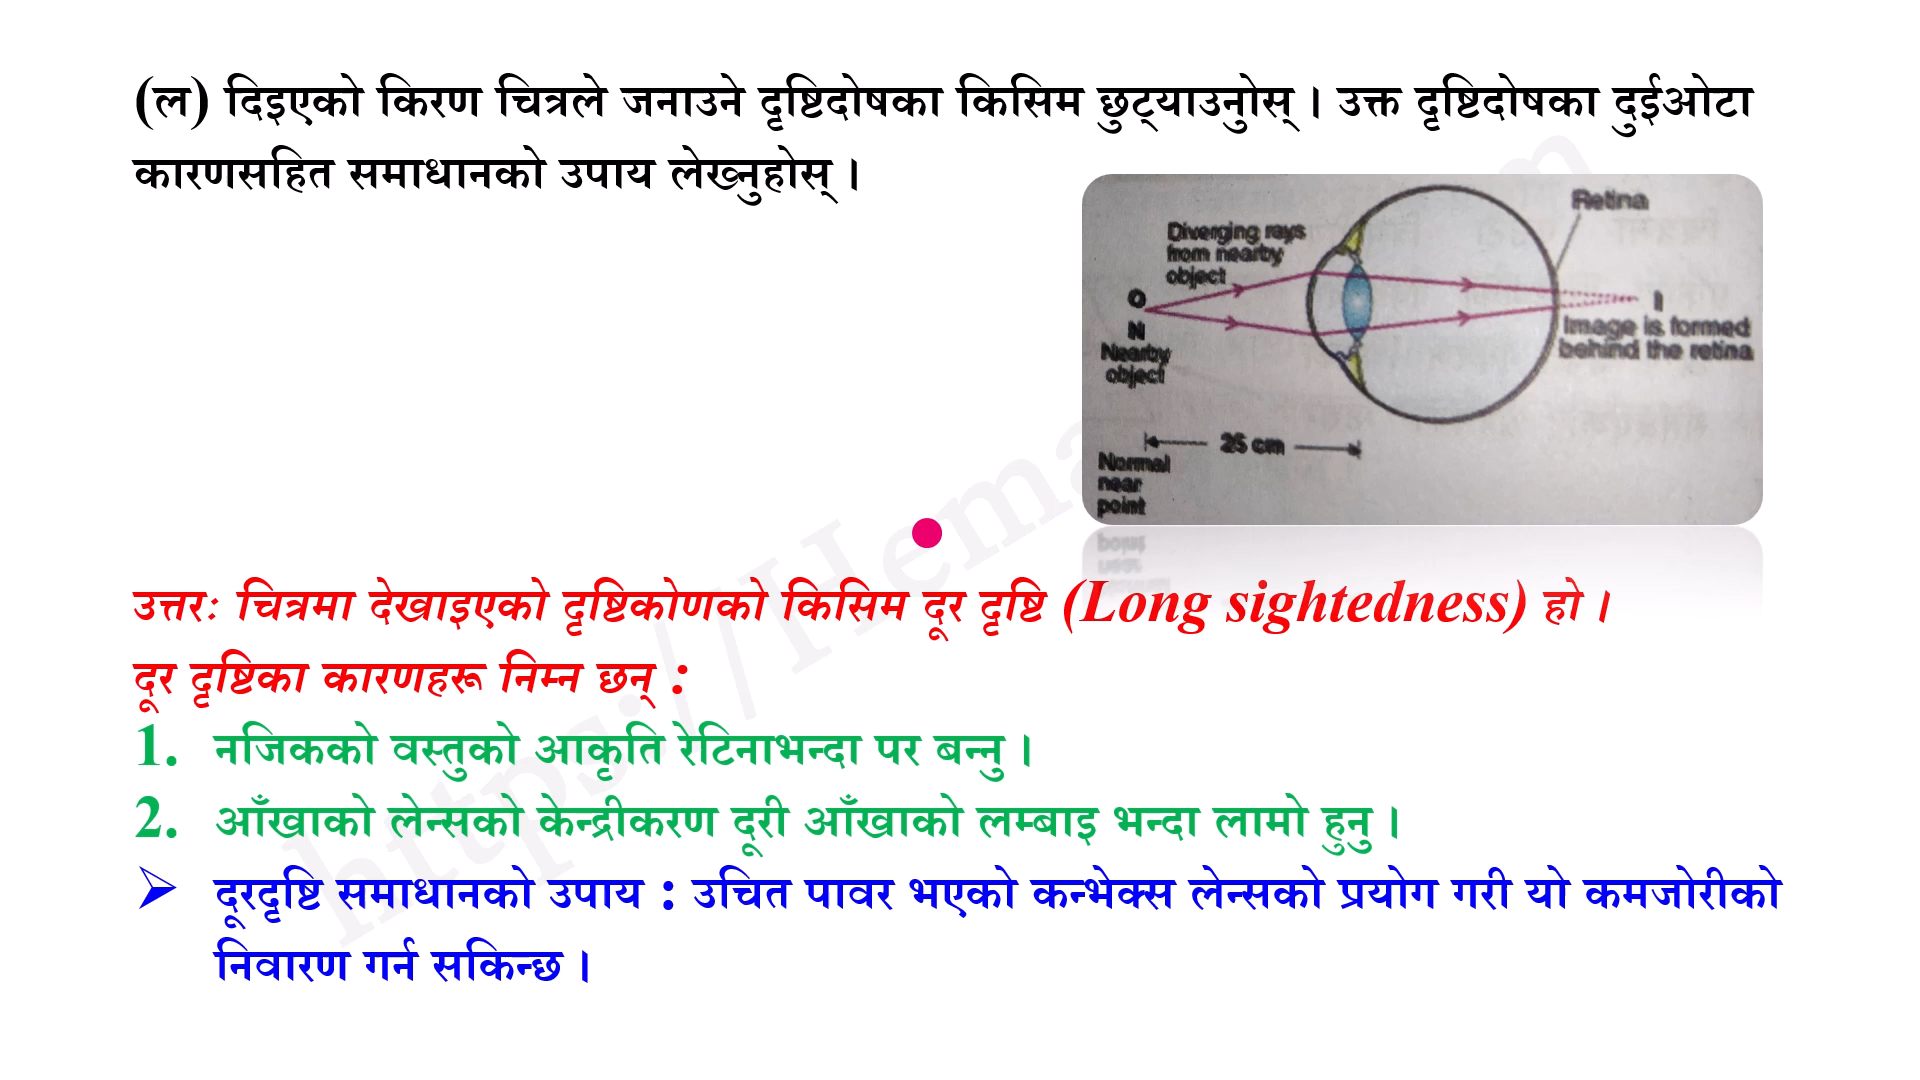 (ल) दिइएको किरण चित्रले जनाउने दृष्टिदोषका किसिम छुट्याउनुोस् । उक्त दृष्टिदोषका दुईओटा
कारणसहित समाधानको उपाय लेख्नुहोस् ।
Retina
Diverging rays
from nearby
object
O
N
Nearby
object
I
Image is formed
behind the retina
25 cm
Normal
near
point
उत्तरः चित्रमा देखाइएको दृष्टिकोणको किसिम दूर दृष्टि (Long sightedness) हो ।
दूर दृष्टिका कारणहरू निम्न छन् :
1. नजिकको वस्तुको आकृति रेटिनाभन्दा पर बन्नु ।
2. आँखाको लेन्सको केन्द्रीकरण दूरी आँखाको लम्बाइ भन्दा लामो हुनु ।
➢ दूरदृष्टि समाधानको उपाय : उचित पावर भएको कन्भेक्स लेन्सको प्रयोग गरी यो कमजोरीको
निवारण गर्न सकिन्छ ।
https://Hema
m